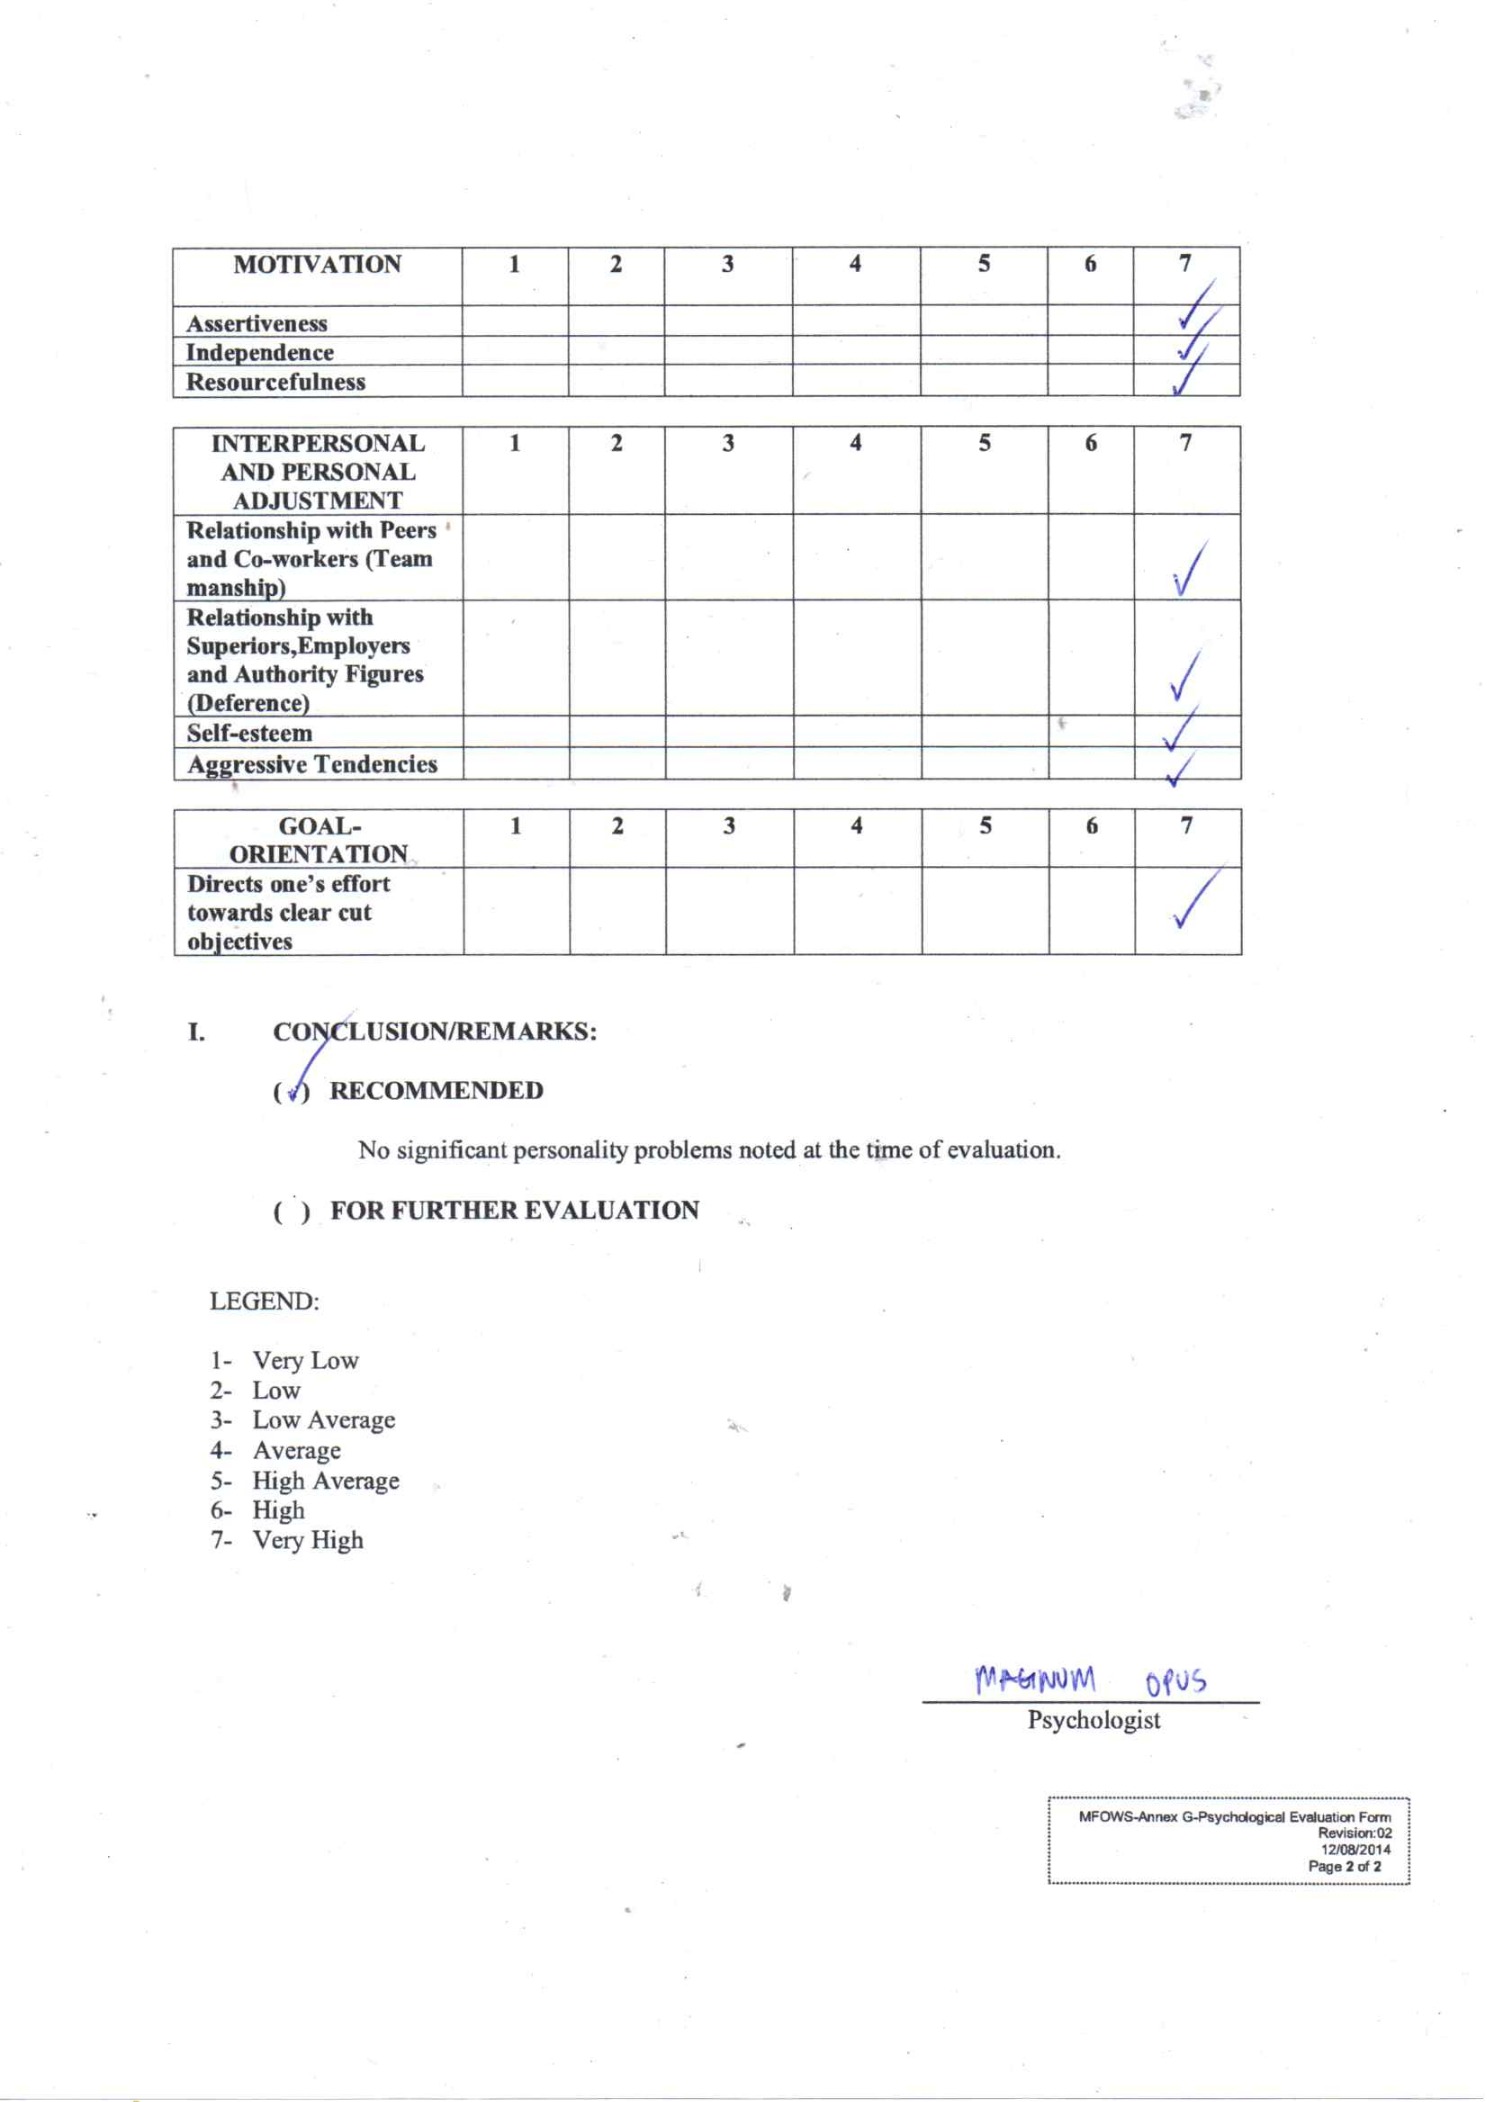 MOTIVATION 1 2 3 4 5 6 7
Assertiveness ✓
Independence ✓
Resourcefulness ✓
INTERPERSONAL 1 2 3 4 5 6 7
AND PERSONAL
ADJUSTMENT
Relationship with Peers
and Co-workers (Team
manship) ✓
Relationship with
Superiors,Employers
and Authority Figures
(Deference) ✓
Self-esteem ✓
Aggressive Tendencies ✓
GOAL- 1 2 3 4 5 6 7
ORIENTATION
Directs one's effort
towards clear cut ✓
objectives
I. CONCLUSION/REMARKS:
(✓) RECOMMENDED
No significant personality problems noted at the time of evaluation.
( ) FOR FURTHER EVALUATION
LEGEND:
1- Very Low
2- Low
3- Low Average
4- Average
5- High Average
6- High
7- Very High
MAGINUM OPUS
Psychologist
MFOWS-Annex G-Psychological Evaluation Form
Revision:02
12/08/2014
Page 2 of 2